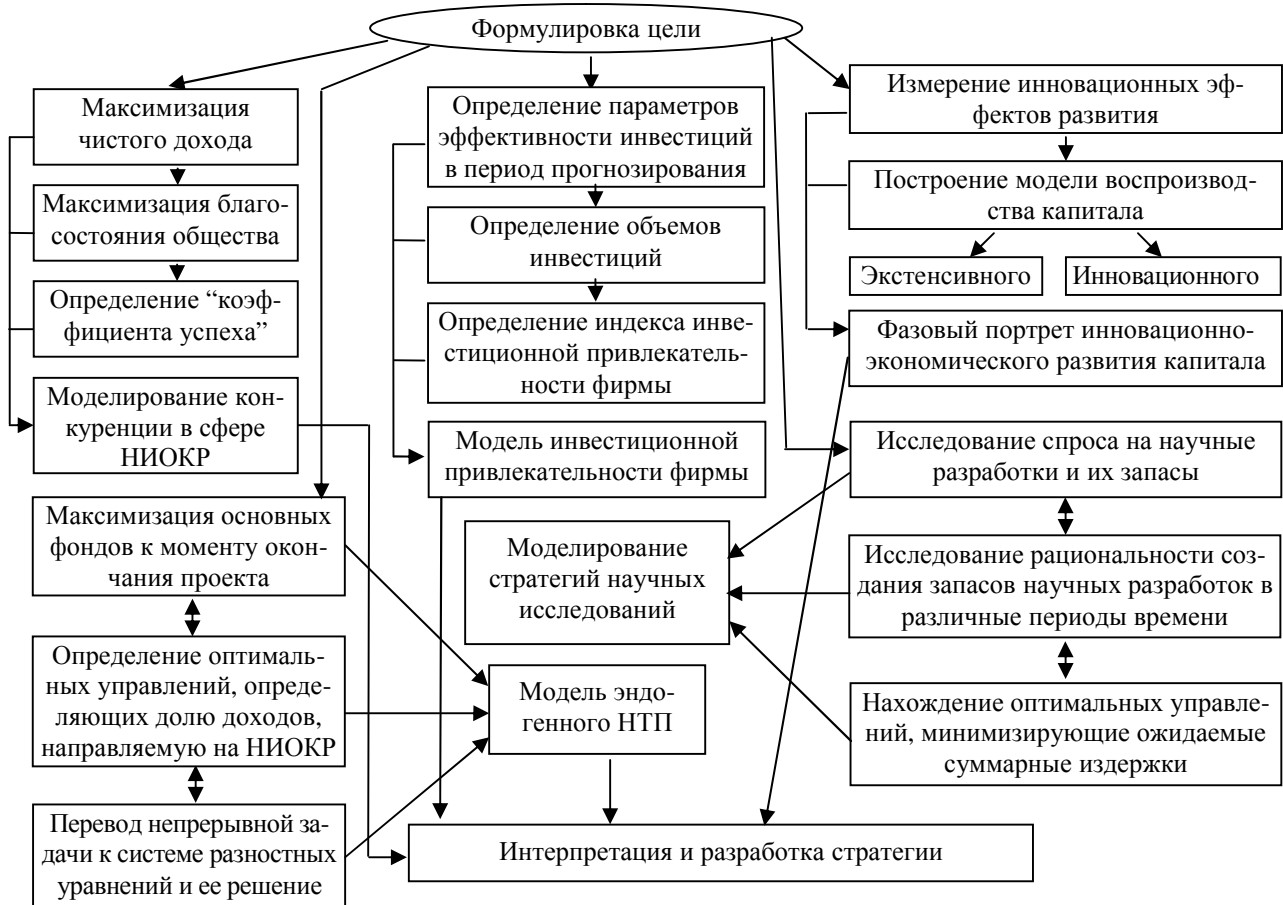 Формулировка цели
Максимизация
чистого дохода
Максимизация благо-
состояния общества
Определение “коэф-
фициента успеха”
Моделирование кон-
куренции в сфере
НИОКР
Максимизация основных
фондов к моменту окон-
чания проекта
Определение оптималь-
ных управлений, опреде-
ляющих долю доходов,
направляемую на НИОКР
Перевод непрерывной за-
дачи к системе разностных
уравнений и ее решение
Определение параметров
эффективности инвестиций
в период прогнозирования
Определение объемов
инвестиций
Определение индекса инве-
стиционной привлекатель-
ности фирмы
Модель инвестиционной
привлекательности фирмы
Моделирование
стратегий научных
исследований
Модель эндо-
генного НТП
Измерение инновационных эф-
фектов развития
Построение модели воспроизвод-
ства капитала
Экстенсивного
Инновационного
Фазовый портрет инновационно-
экономического развития капитала
Исследование спроса на научные
разработки и их запасы
Исследование рациональности соз-
дания запасов научных разработок в
различные периоды времени
Нахождение оптимальных управле-
ний, минимизирующие ожидаемые
суммарные издержки
Интерпретация и разработка стратегии